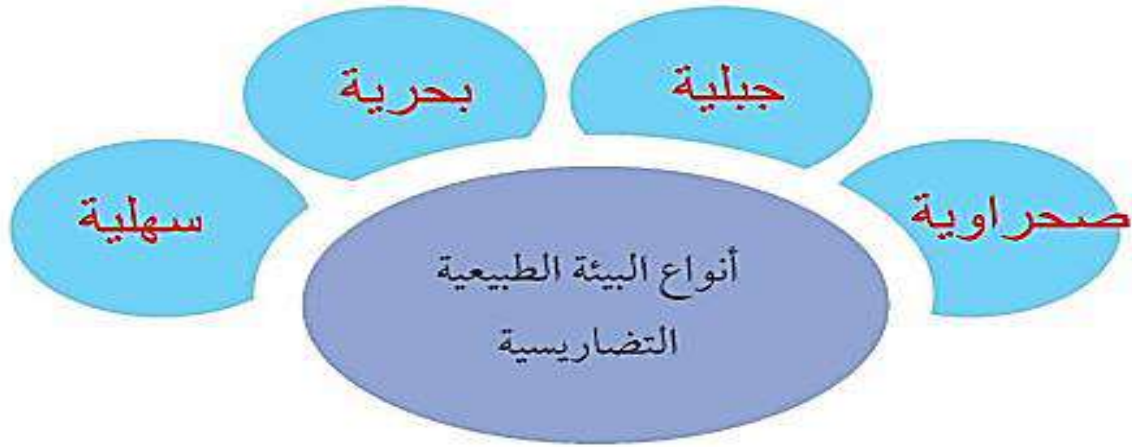 صحراوية
جبلية
بحرية
سهلية
أنواع البيئة الطبيعية
التضاريسية